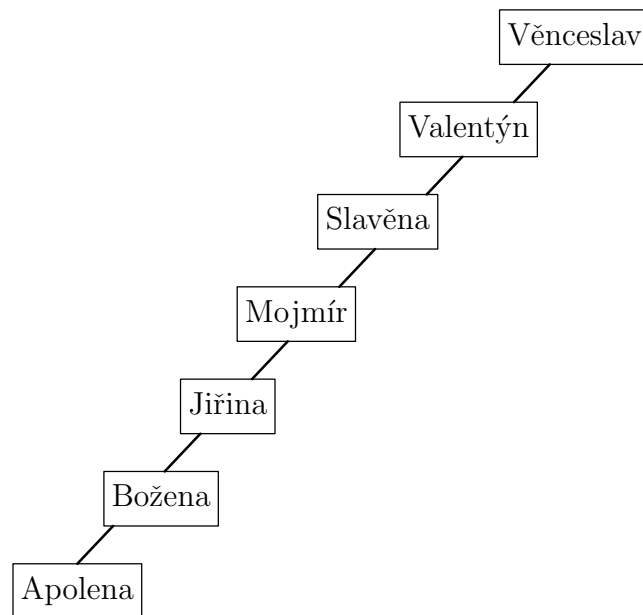 Věnceslav
Valentýn
Slavěna
Mojmír
Jiřina
Božena
Apolena